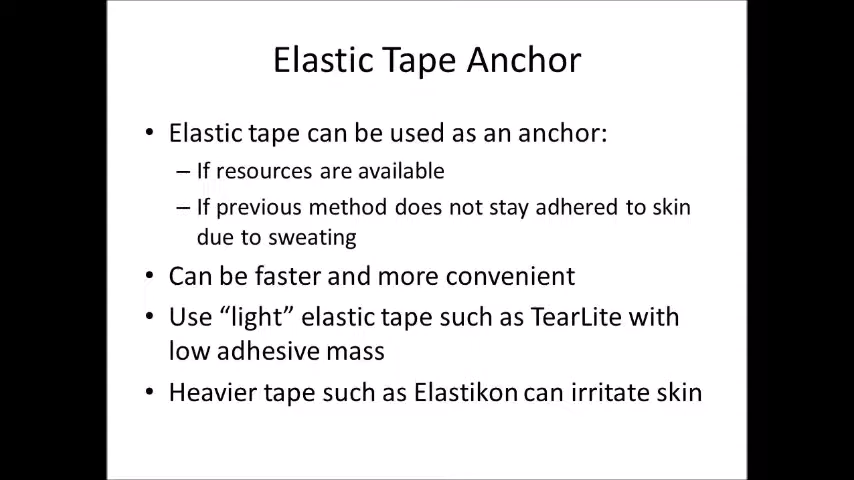 Elastic Tape Anchor
• Elastic tape can be used as an anchor:
– If resources are available
– If previous method does not stay adhered to skin
due to sweating
• Can be faster and more convenient
• Use “light” elastic tape such as TearLite with
low adhesive mass
• Heavier tape such as Elastikon can irritate skin